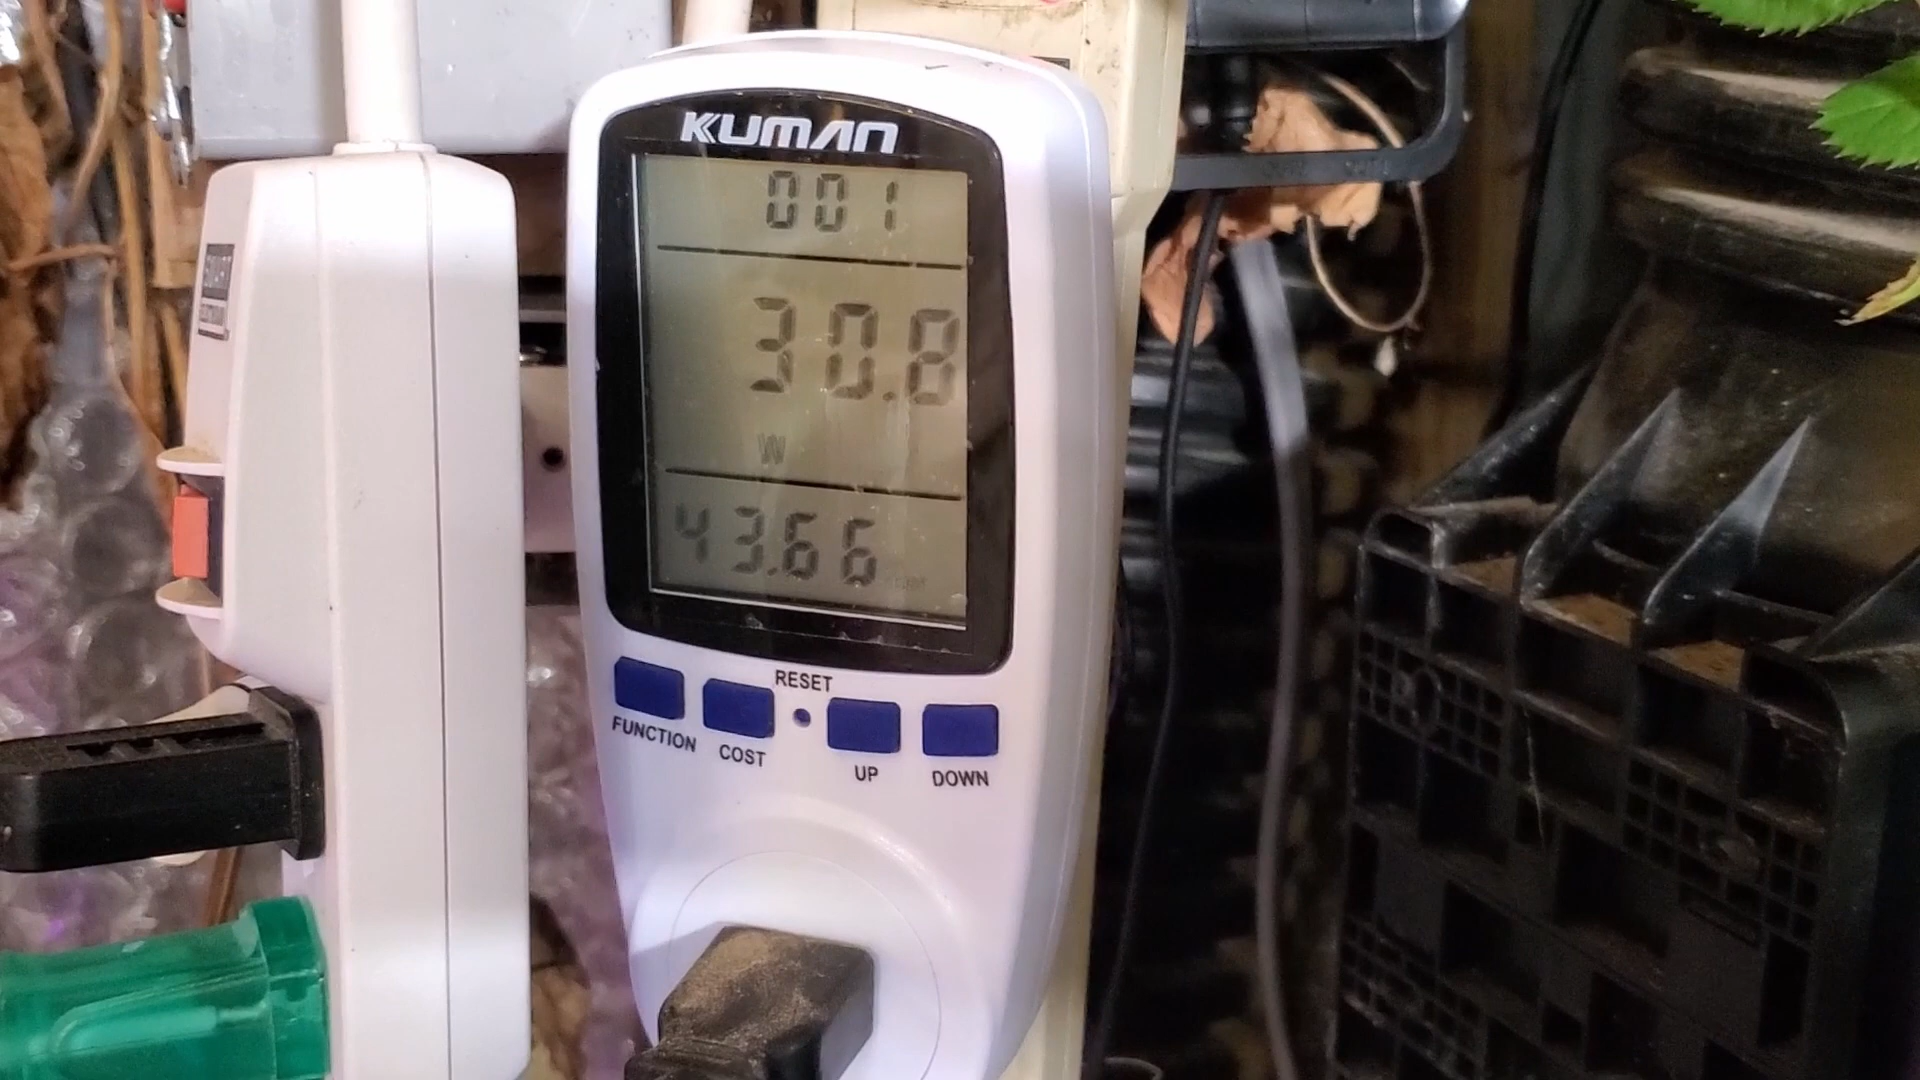 KUMAN
001
30.8
W
43.66
RESET
FUNCTION
COST
UP
DOWN